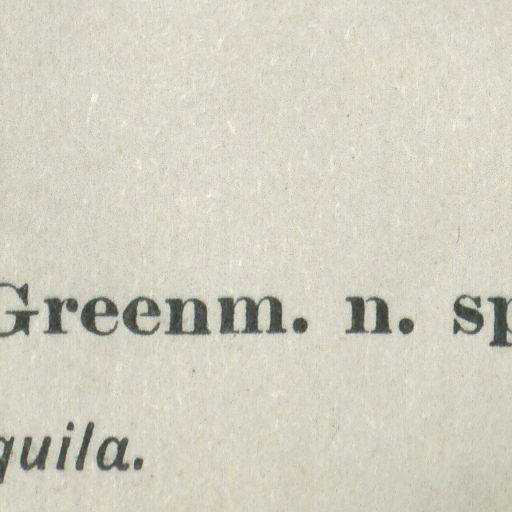 Greenm. n. sp
quila.